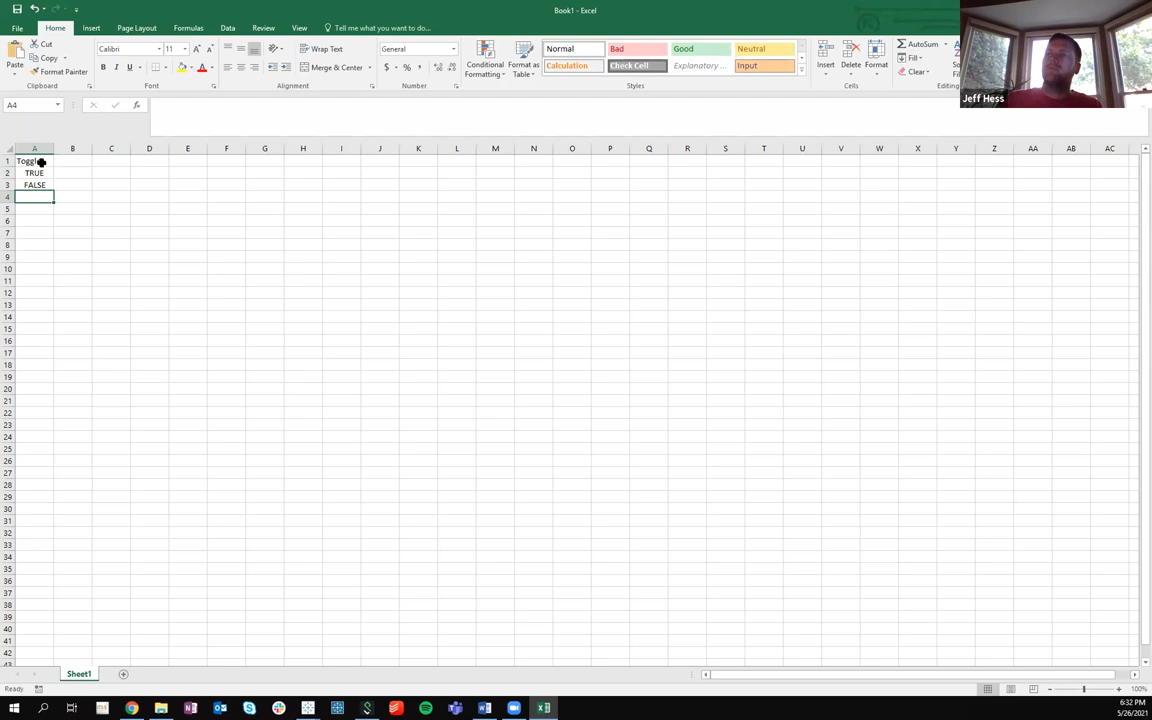 Book1 - Excel
File Home Insert Page Layout Formulas Data Review View Tell me what you want to do...
Cut
Copy
Format Painter
Paste
Clipboard
Calibri 11
B I U
Font
Wrap Text
Merge & Center
Alignment
General
$ % ,
Number
Conditional Formatting
Format as Table
Normal Bad Good Neutral
Calculation Check Cell Explanatory ... Input
Styles
Insert Delete Format
Cells
AutoSum
Fill
Clear
Jeff Hess
A4
fx
A B C D E F G H I J K L M N O P Q R S T U V W X Y Z AA AB AC
1
2 TRUE
3 FALSE
4
5
6
7
8
9
10
11
12
13
14
15
16
17
18
19
20
21
22
23
24
25
26
27
28
29
30
31
32
33
34
35
36
37
38
39
40
41
42
43
Sheet1
Ready
100%
6:32 PM
5/26/2021